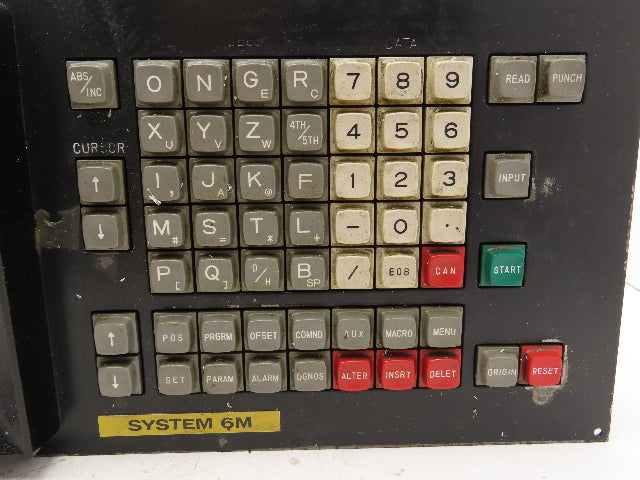 DATA
ABS/INC O N G E R C 7 8 9 READ PUNCH
X U Y V Z W 4TH/5TH 4 5 6
CURSOR
↑ I , J A K @ F 1 2 3 INPUT
↓ M # S = T * L + - 0 .
P [ Q ] D/H B SP / EOB CAN START
↑ POS PRGRM OFSET COMND AUX MACRO MENU
↓ SET PARAM ALARM DGNOS ALTER INSRT DELET ORIGIN RESET
SYSTEM 6M